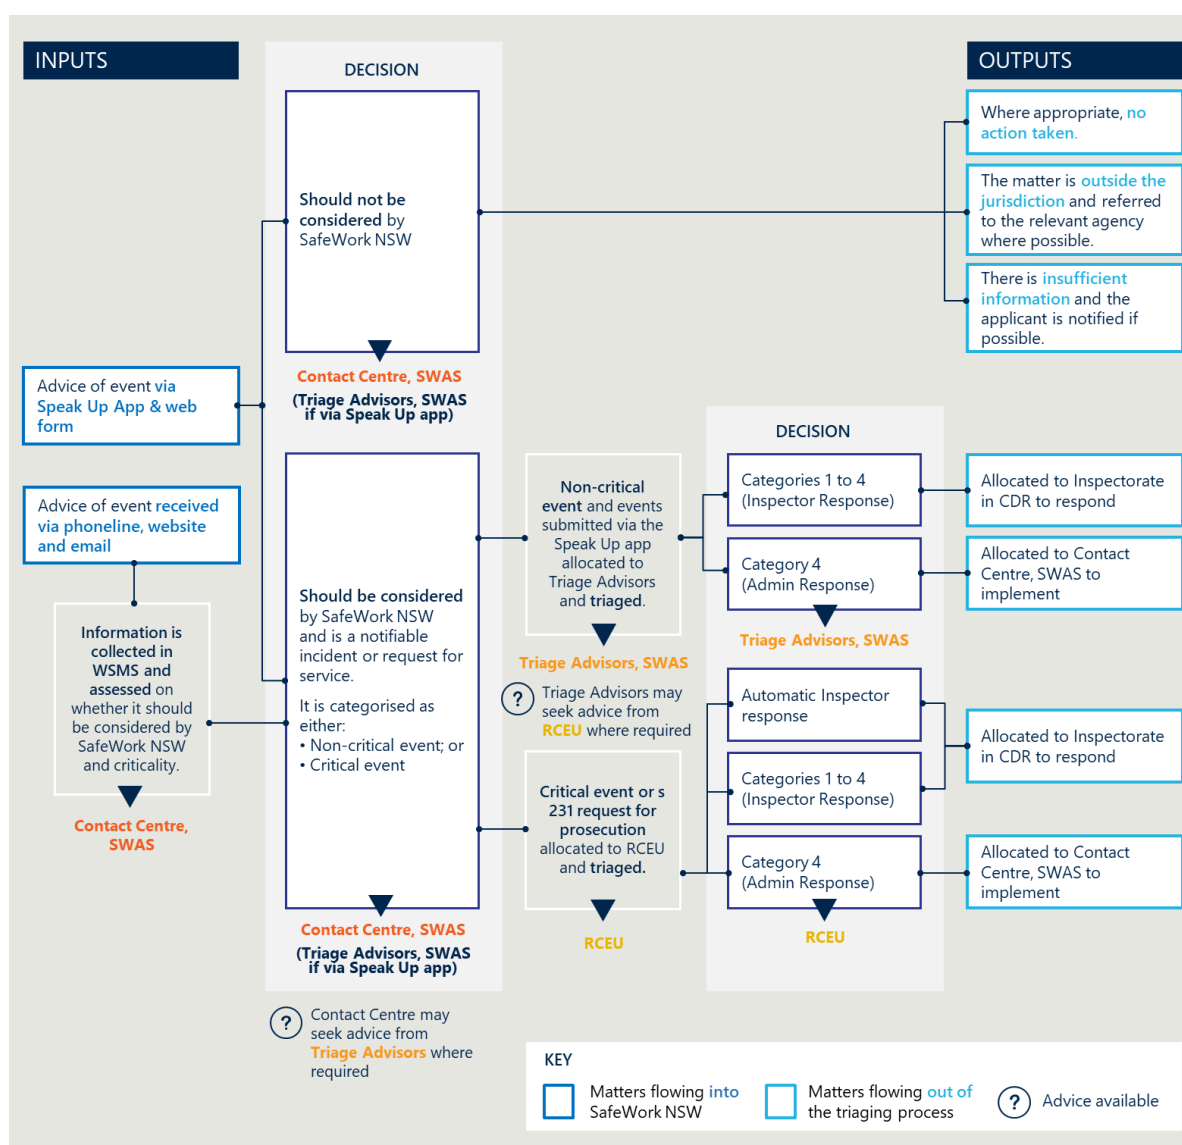 INPUTS
DECISION
OUTPUTS
Should not be
considered by
SafeWork NSW
Contact Centre, SWAS
(Triage Advisors, SWAS
if via Speak Up app)
Where appropriate, no
action taken.
The matter is outside the
jurisdiction and referred
to the relevant agency
where possible.
There is insufficient
information and the
applicant is notified if
possible.
Advice of event via
Speak Up App & web
form
Advice of event received
via phoneline, website
and email
Information is
collected in
WSMS and
assessed on
whether it should
be considered by
SafeWork NSW
and criticality.
Contact Centre,
SWAS
Should be considered
by SafeWork NSW
and is a notifiable
incident or request for
service.
It is categorised as
either:
• Non-critical event; or
• Critical event
Contact Centre, SWAS
(Triage Advisors, SWAS
if via Speak Up app)
? Contact Centre may
seek advice from
Triage Advisors where
required
Non-critical
event and events
submitted via the
Speak Up app
allocated to
Triage Advisors
and triaged.
Triage Advisors, SWAS
? Triage Advisors may
seek advice from
RCEU where required
Critical event or s
231 request for
prosecution
allocated to RCEU
and triaged.
RCEU
DECISION
Categories 1 to 4
(Inspector Response)
Category 4
(Admin Response)
Triage Advisors, SWAS
Automatic Inspector
response
Categories 1 to 4
(Inspector Response)
Category 4
(Admin Response)
RCEU
Allocated to Inspectorate
in CDR to respond
Allocated to Contact
Centre, SWAS to
implement
Allocated to Inspectorate
in CDR to respond
Allocated to Contact
Centre, SWAS to
implement
KEY
Matters flowing into
SafeWork NSW
Matters flowing out of
the triaging process
? Advice available